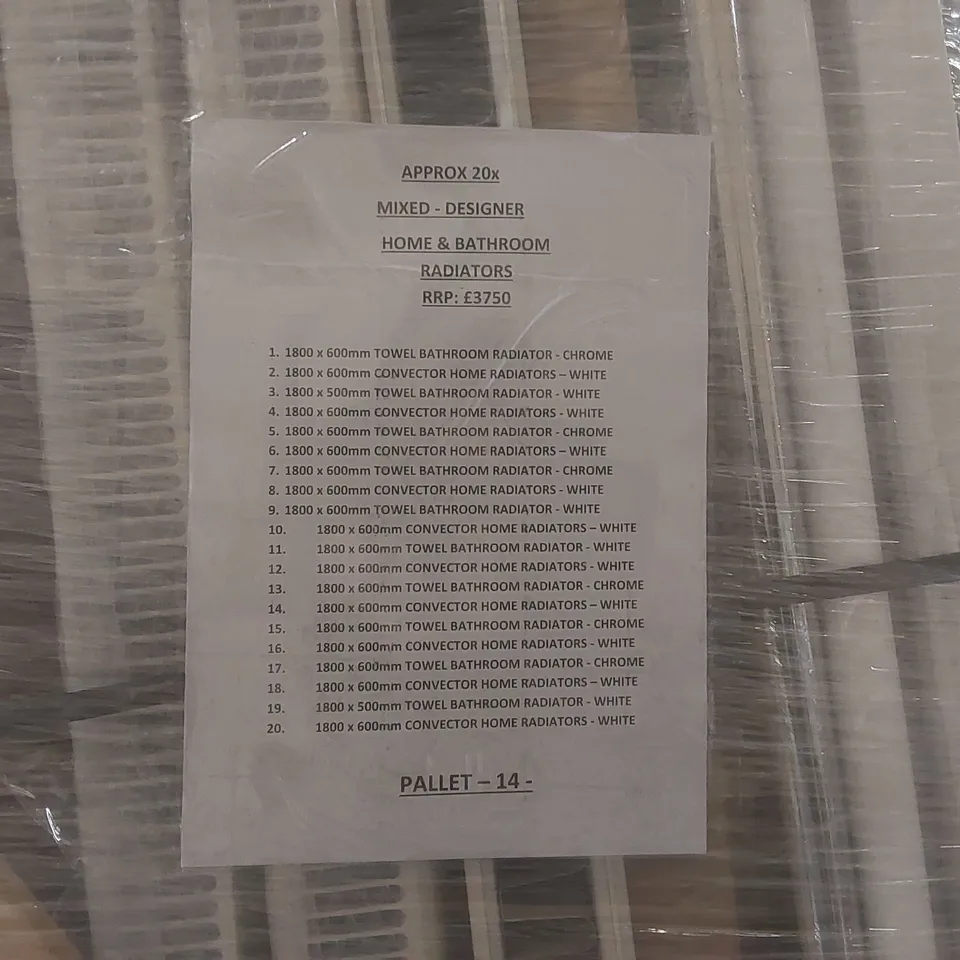 APPROX 20x
MIXED - DESIGNER
HOME & BATHROOM
RADIATORS
RRP: £3750
1. 1800 x 600mm TOWEL BATHROOM RADIATOR - CHROME
2. 1800 x 600mm CONVECTOR HOME RADIATORS – WHITE
3. 1800 x 500mm TOWEL BATHROOM RADIATOR - WHITE
4. 1800 x 600mm CONVECTOR HOME RADIATORS - WHITE
5. 1800 x 600mm TOWEL BATHROOM RADIATOR - CHROME
6. 1800 x 600mm CONVECTOR HOME RADIATORS – WHITE
7. 1800 x 600mm TOWEL BATHROOM RADIATOR - CHROME
8. 1800 x 600mm CONVECTOR HOME RADIATORS - WHITE
9. 1800 x 600mm TOWEL BATHROOM RADIATOR - WHITE
10. 1800 x 600mm CONVECTOR HOME RADIATORS – WHITE
11. 1800 x 600mm TOWEL BATHROOM RADIATOR - WHITE
12. 1800 x 600mm CONVECTOR HOME RADIATORS - WHITE
13. 1800 x 600mm TOWEL BATHROOM RADIATOR - CHROME
14. 1800 x 600mm CONVECTOR HOME RADIATORS – WHITE
15. 1800 x 600mm TOWEL BATHROOM RADIATOR - CHROME
16. 1800 x 600mm CONVECTOR HOME RADIATORS - WHITE
17. 1800 x 600mm TOWEL BATHROOM RADIATOR - CHROME
18. 1800 x 600mm CONVECTOR HOME RADIATORS – WHITE
19. 1800 x 500mm TOWEL BATHROOM RADIATOR - WHITE
20. 1800 x 600mm CONVECTOR HOME RADIATORS - WHITE
PALLET – 14 -